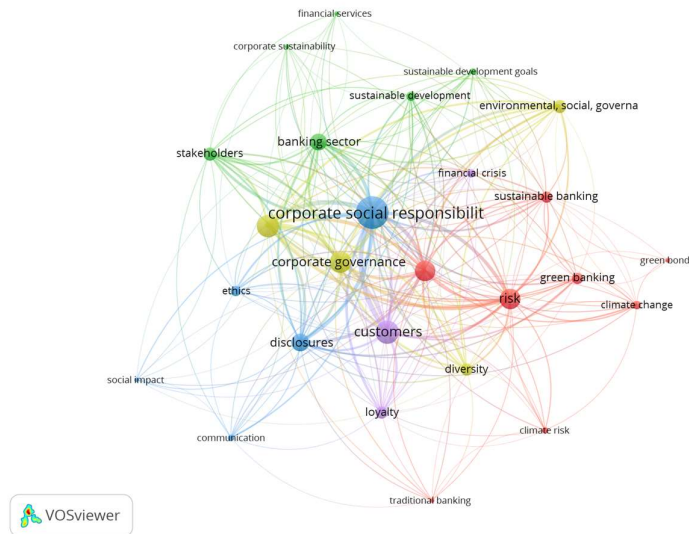 financial services
corporate sustainability
sustainable development goals
sustainable development
environmental, social, governa
banking sector
stakeholders
financial crisis
sustainable banking
corporate social responsibilit
corporate governance
green bond
green banking
ethics
risk
climate change
customers
disclosures
diversity
social impact
loyalty
climate risk
communication
traditional banking
VOSviewer